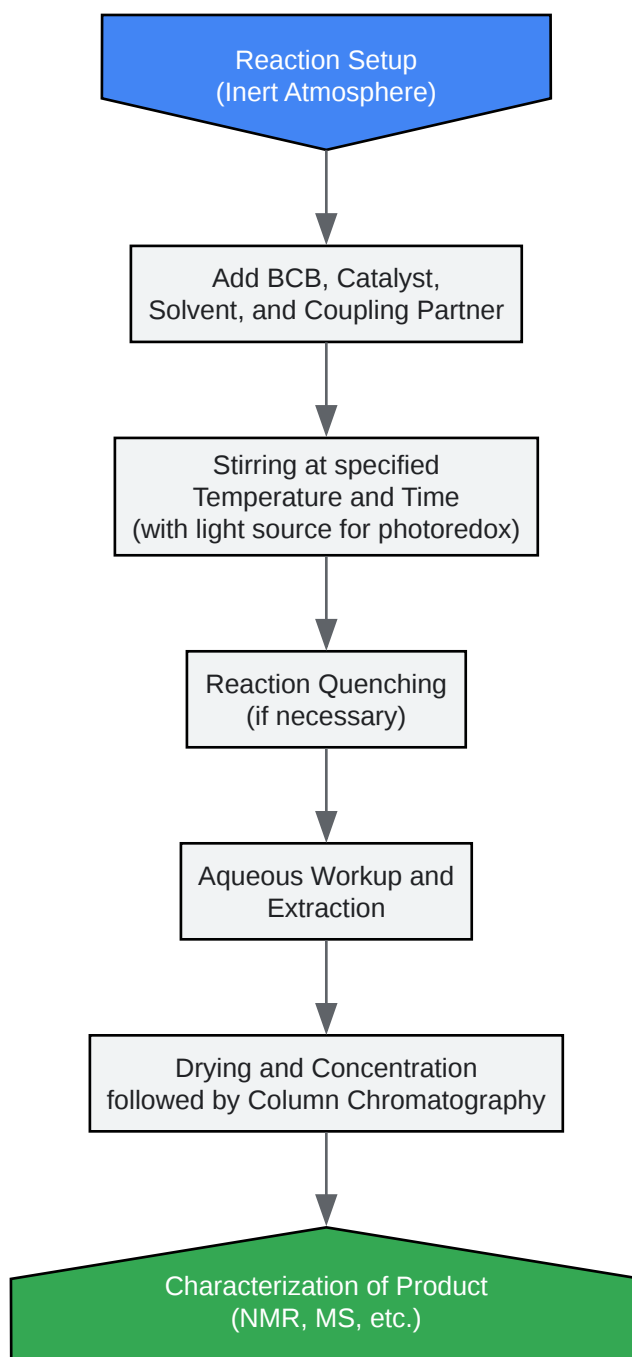 Reaction Setup
(Inert Atmosphere)
Add BCB, Catalyst,
Solvent, and Coupling Partner
Stirring at specified
Temperature and Time
(with light source for photoredox)
Reaction Quenching
(if necessary)
Aqueous Workup and
Extraction
Drying and Concentration
followed by Column Chromatography
Characterization of Product
(NMR, MS, etc.)